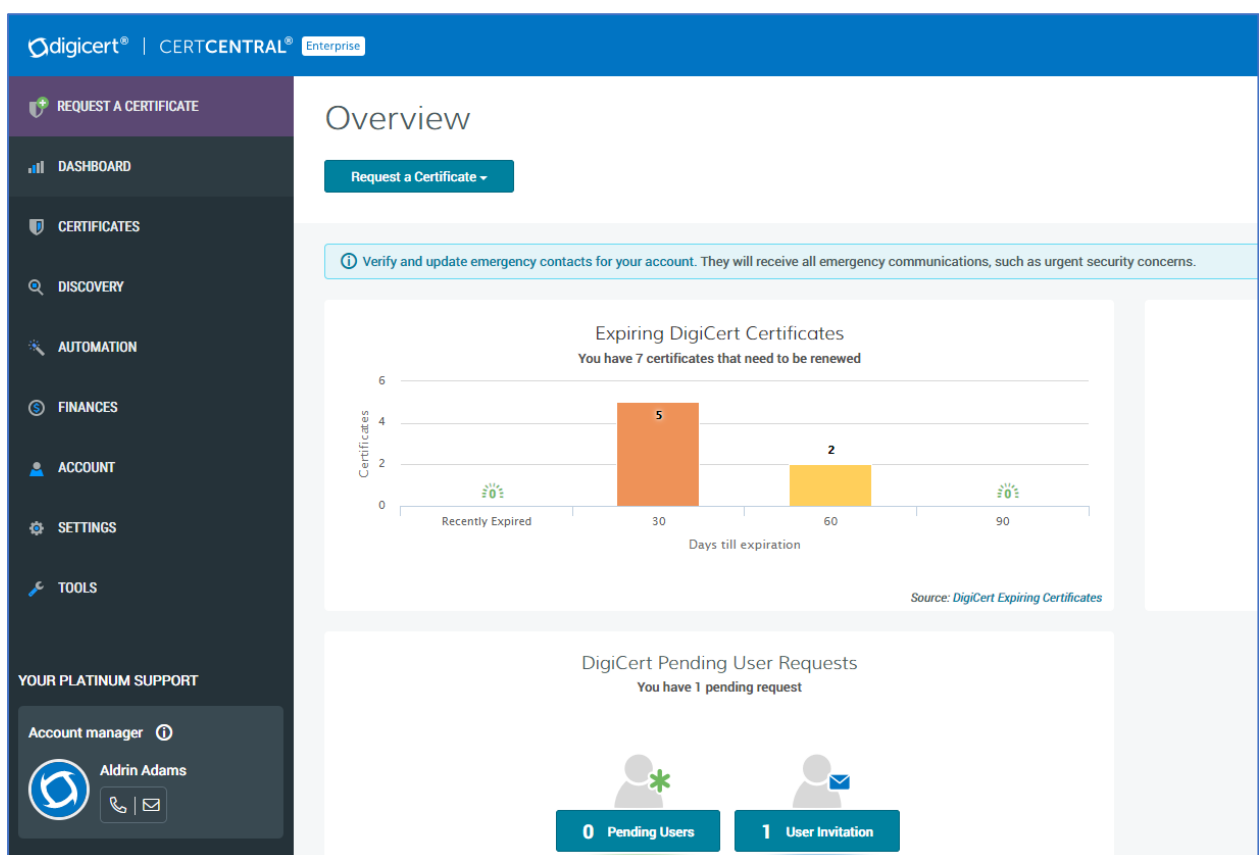 digicert® | CERTCENTRAL® Enterprise
REQUEST A CERTIFICATE
DASHBOARD
CERTIFICATES
DISCOVERY
AUTOMATION
FINANCES
ACCOUNT
SETTINGS
TOOLS
YOUR PLATINUM SUPPORT
Account manager
Aldrin Adams
Overview
Request a Certificate
Verify and update emergency contacts for your account. They will receive all emergency communications, such as urgent security concerns.
Expiring DigiCert Certificates
You have 7 certificates that need to be renewed
Certificates
6
4
2
0
0
5
2
0
Recently Expired 30 60 90
Days till expiration
Source: DigiCert Expiring Certificates
DigiCert Pending User Requests
You have 1 pending request
0 Pending Users
1 User Invitation